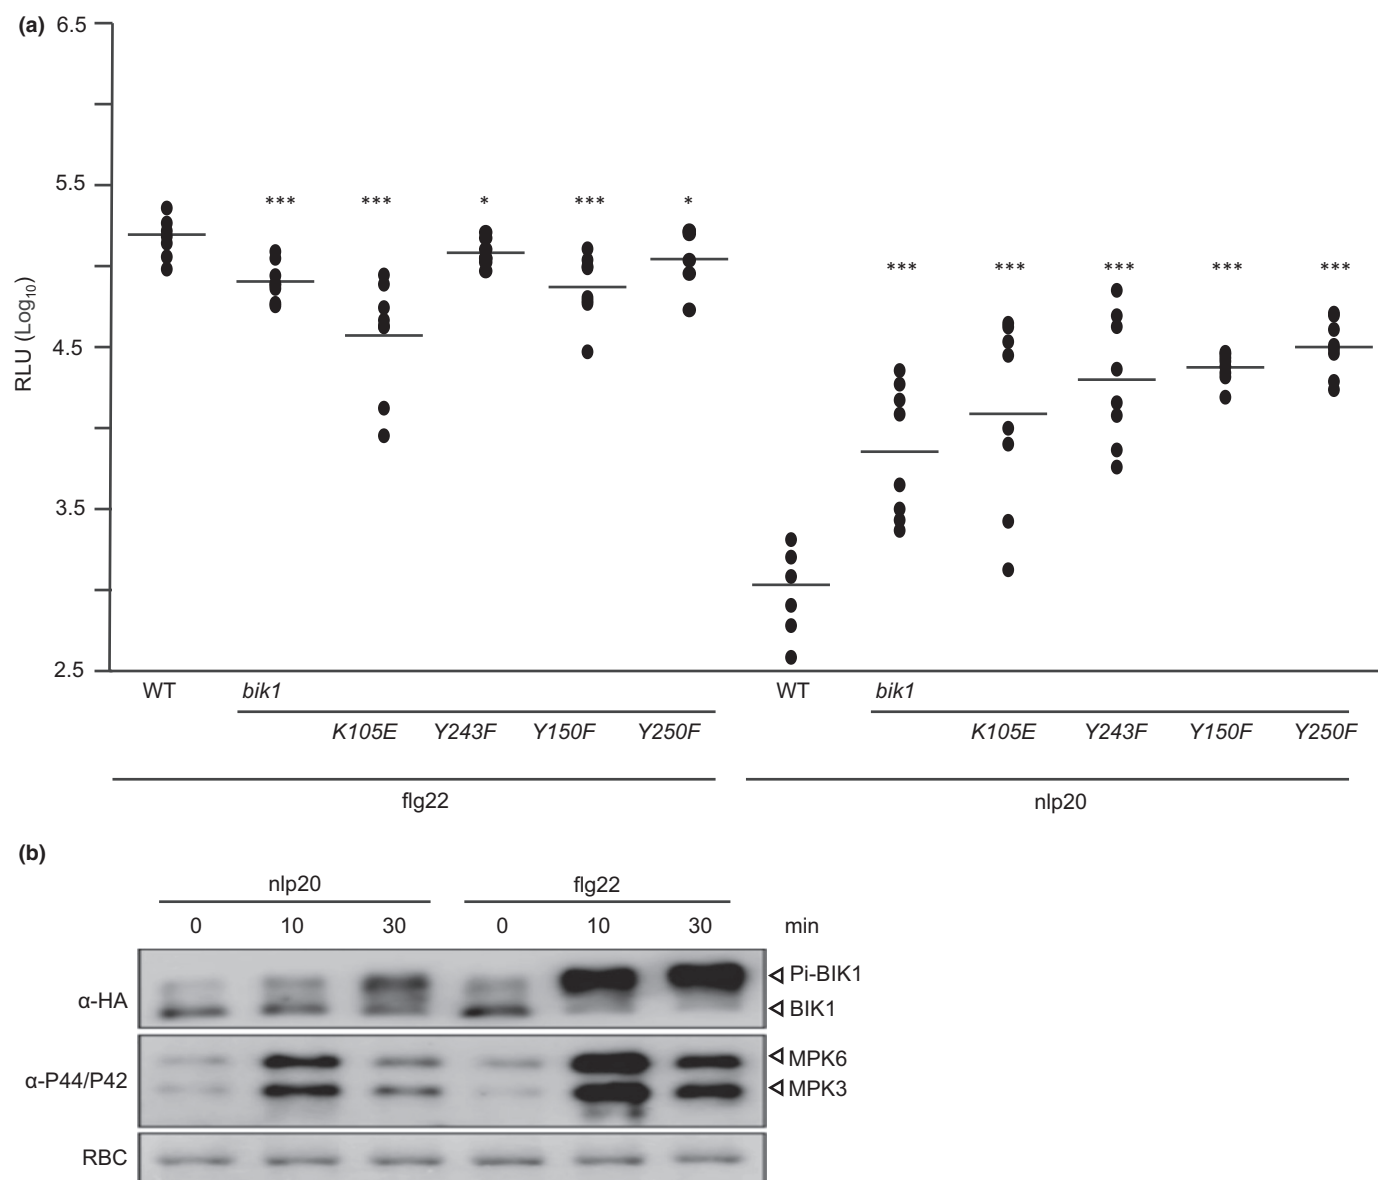 (a)
6.5
5.5
4.5
3.5
2.5
RLU (Log10)
*** *** * *** *
*** *** *** *** ***
WT bik1 WT bik1
K105E Y243F Y150F Y250F K105E Y243F Y150F Y250F
flg22 nlp20
(b)
nlp20 flg22
0 10 30 0 10 30 min
α-HA
Pi-BIK1
BIK1
α-P44/P42
MPK6
MPK3
RBC